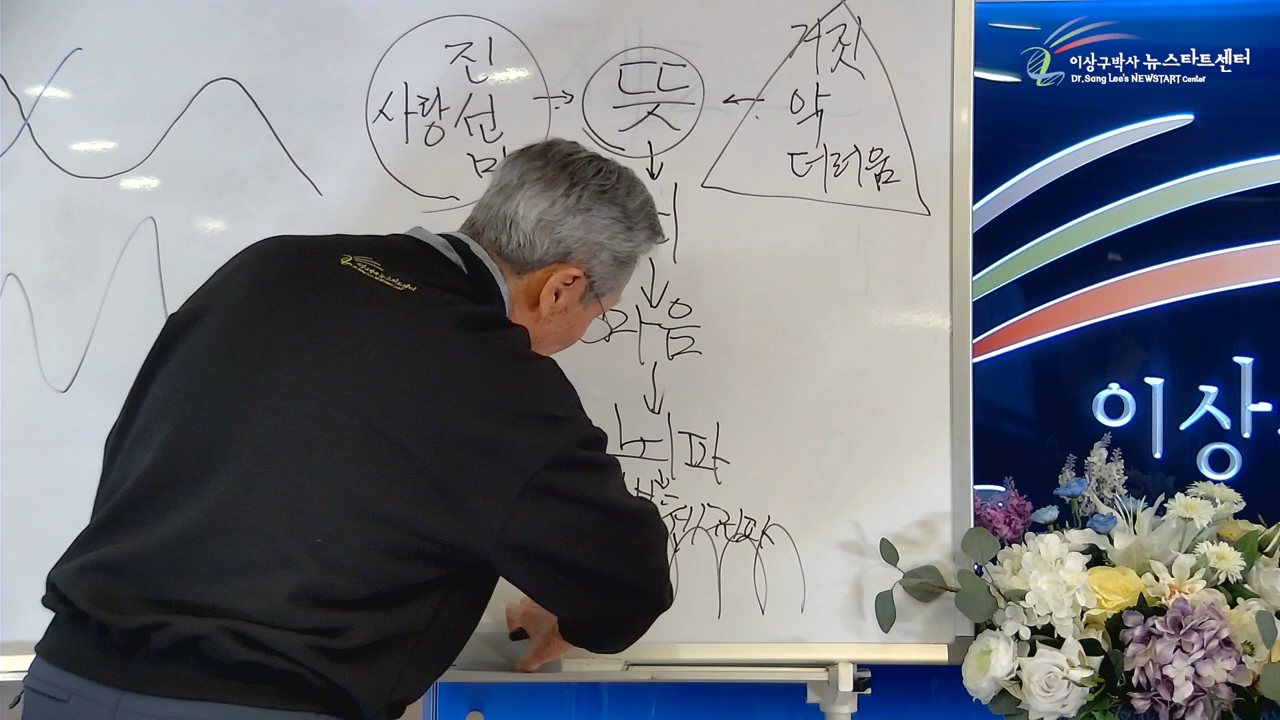 진
사랑 선
뜻
거짓
악
더러움
마음
뇌파
이상구박사 뉴스타트센터
Dr. Sang Lee's NEWSTART Center
이상